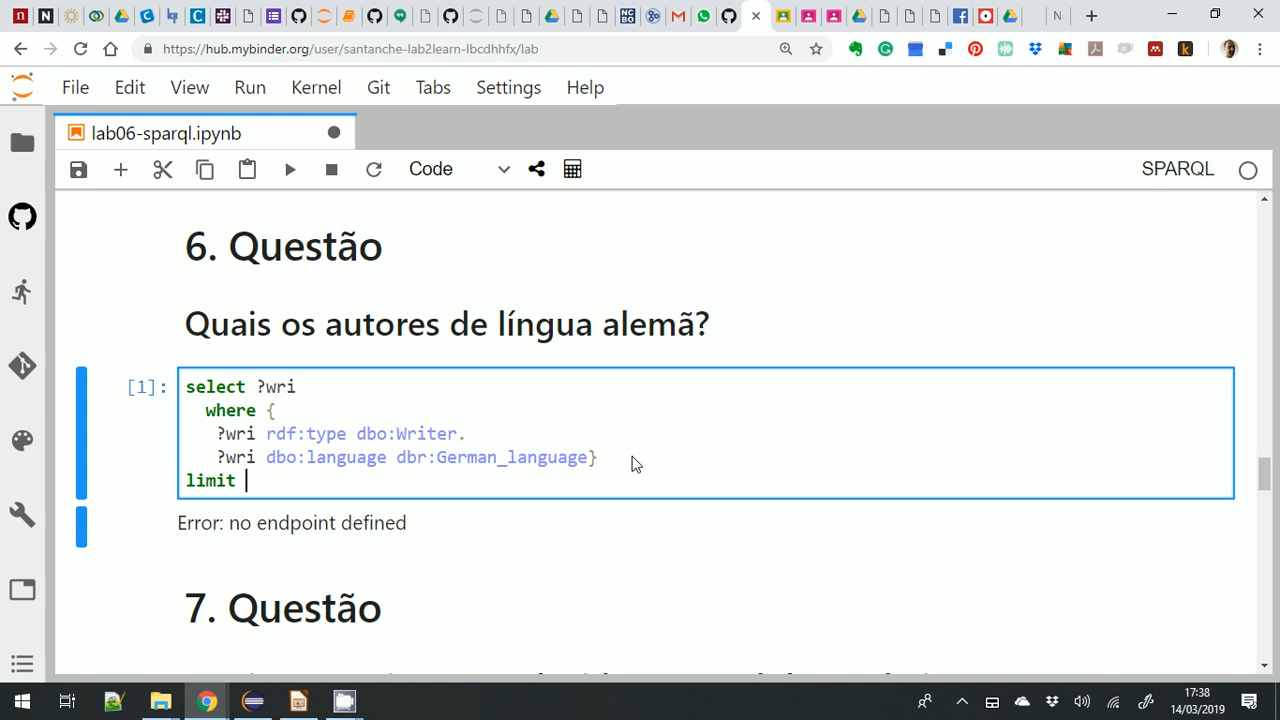 https://hub.mybinder.org/user/santanche-lab2learn-lbcdhhfx/lab
File Edit View Run Kernel Git Tabs Settings Help
lab06-sparql.ipynb
Code
SPARQL
6. Questão
Quais os autores de língua alemã?
[1]:
select ?wri
where {
?wri rdf:type dbo:Writer.
?wri dbo:language dbr:German_language}
limit
Error: no endpoint defined
7. Questão
17:38
14/03/2019